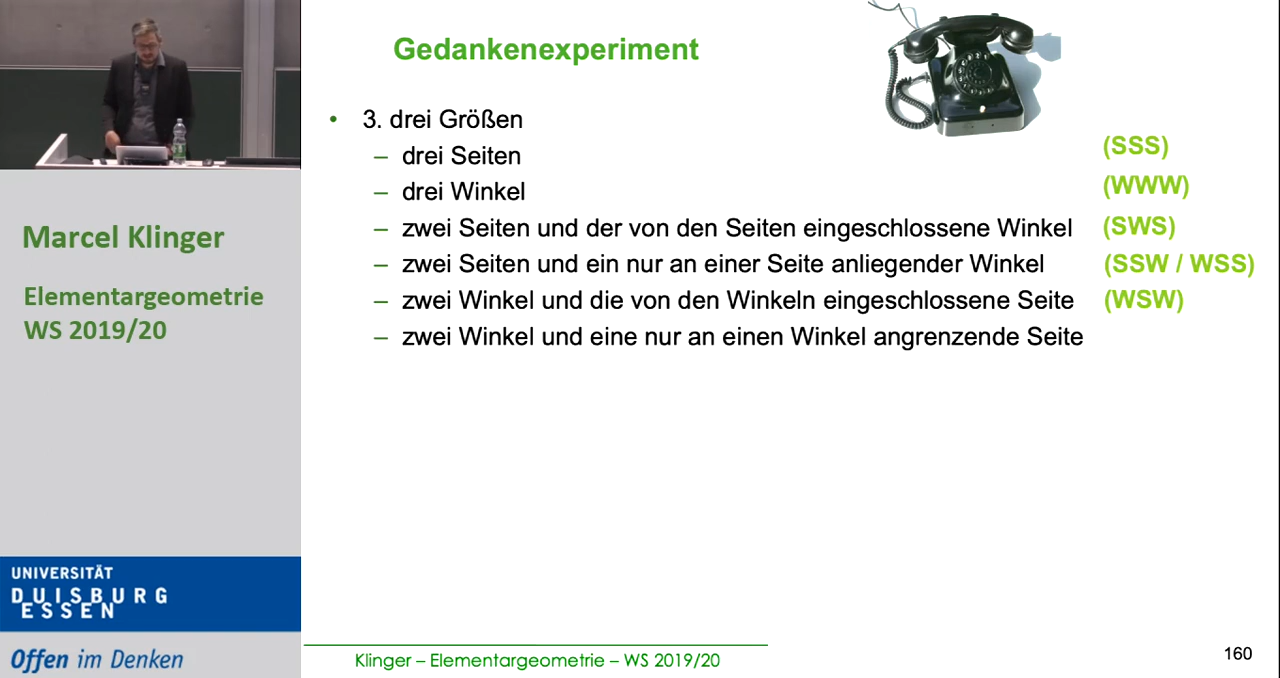 Gedankenexperiment
• 3. drei Größen
– drei Seiten (SSS)
– drei Winkel (WWW)
– zwei Seiten und der von den Seiten eingeschlossene Winkel (SWS)
– zwei Seiten und ein nur an einer Seite anliegender Winkel (SSW / WSS)
– zwei Winkel und die von den Winkeln eingeschlossene Seite (WSW)
– zwei Winkel und eine nur an einen Winkel angrenzende Seite
Marcel Klinger
Elementargeometrie
WS 2019/20
UNIVERSITÄT
DUISBURG
ESSEN
Offen im Denken
Klinger – Elementargeometrie – WS 2019/20
160